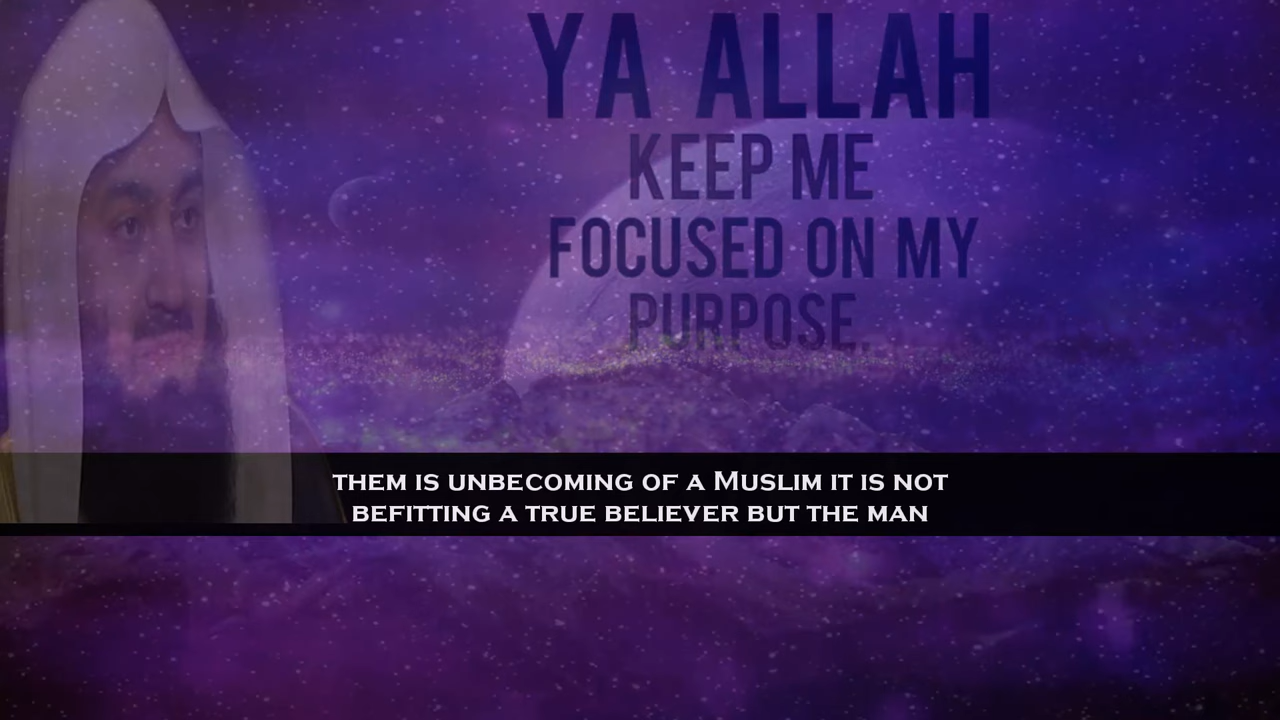 YA ALLAH
KEEP ME
FOCUSED ON MY
PURPOSE.
THEM IS UNBECOMING OF A MUSLIM IT IS NOT
BEFITTING A TRUE BELIEVER BUT THE MAN